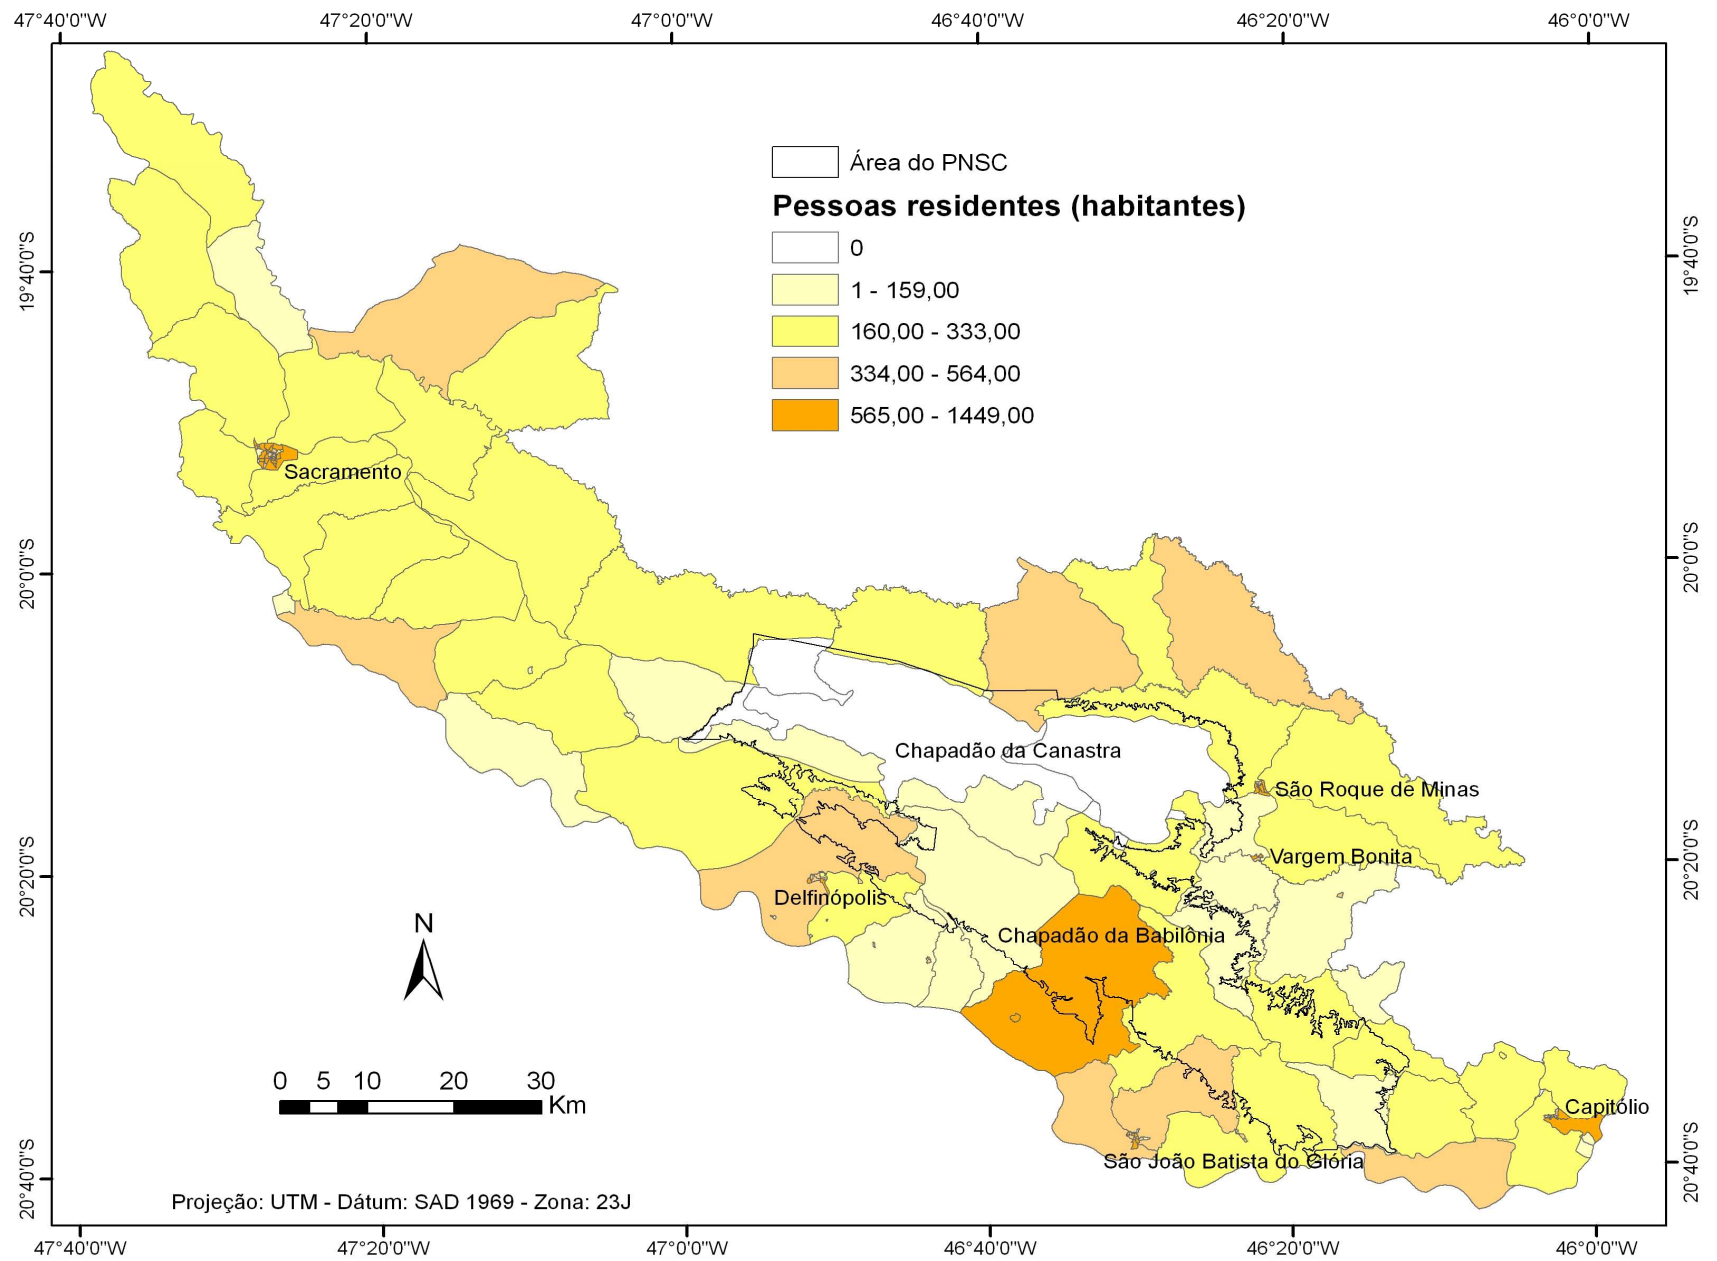 47°40'0"W 47°20'0"W 47°0'0"W 46°40'0"W 46°20'0"W 46°0'0"W
Área do PNSC
Pessoas residentes (habitantes)
0
1 - 159,00
160,00 - 333,00
334,00 - 564,00
565,00 - 1449,00
19°40'0"S 19°40'0"S
Sacramento
20°0'0"S 20°0'0"S
Chapadão da Canastra
São Roque de Minas
Vargem Bonita
20°20'0"S 20°20'0"S
Delfinópolis
N
Chapadão da Babilônia
0 5 10 20 30
Km
Capitólio
São João Batista do Glória
20°40'0"S 20°40'0"S
Projeção: UTM - Dátum: SAD 1969 - Zona: 23J
47°40'0"W 47°20'0"W 47°0'0"W 46°40'0"W 46°20'0"W 46°0'0"W